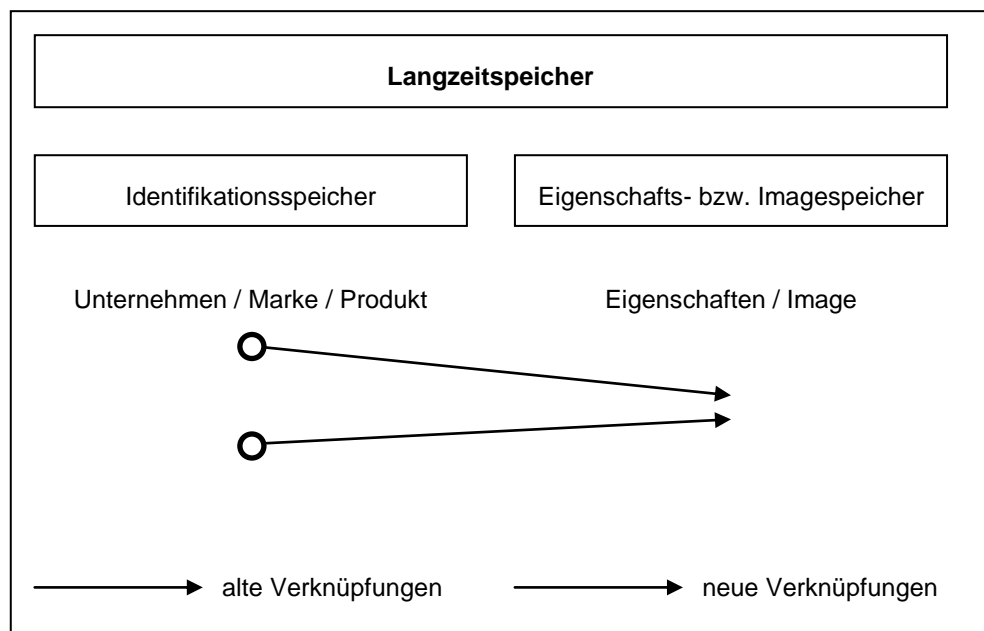 Langzeitspeicher
Identifikationsspeicher
Eigenschafts- bzw. Imagespeicher
Unternehmen / Marke / Produkt
Eigenschaften / Image
alte Verknüpfungen
neue Verknüpfungen